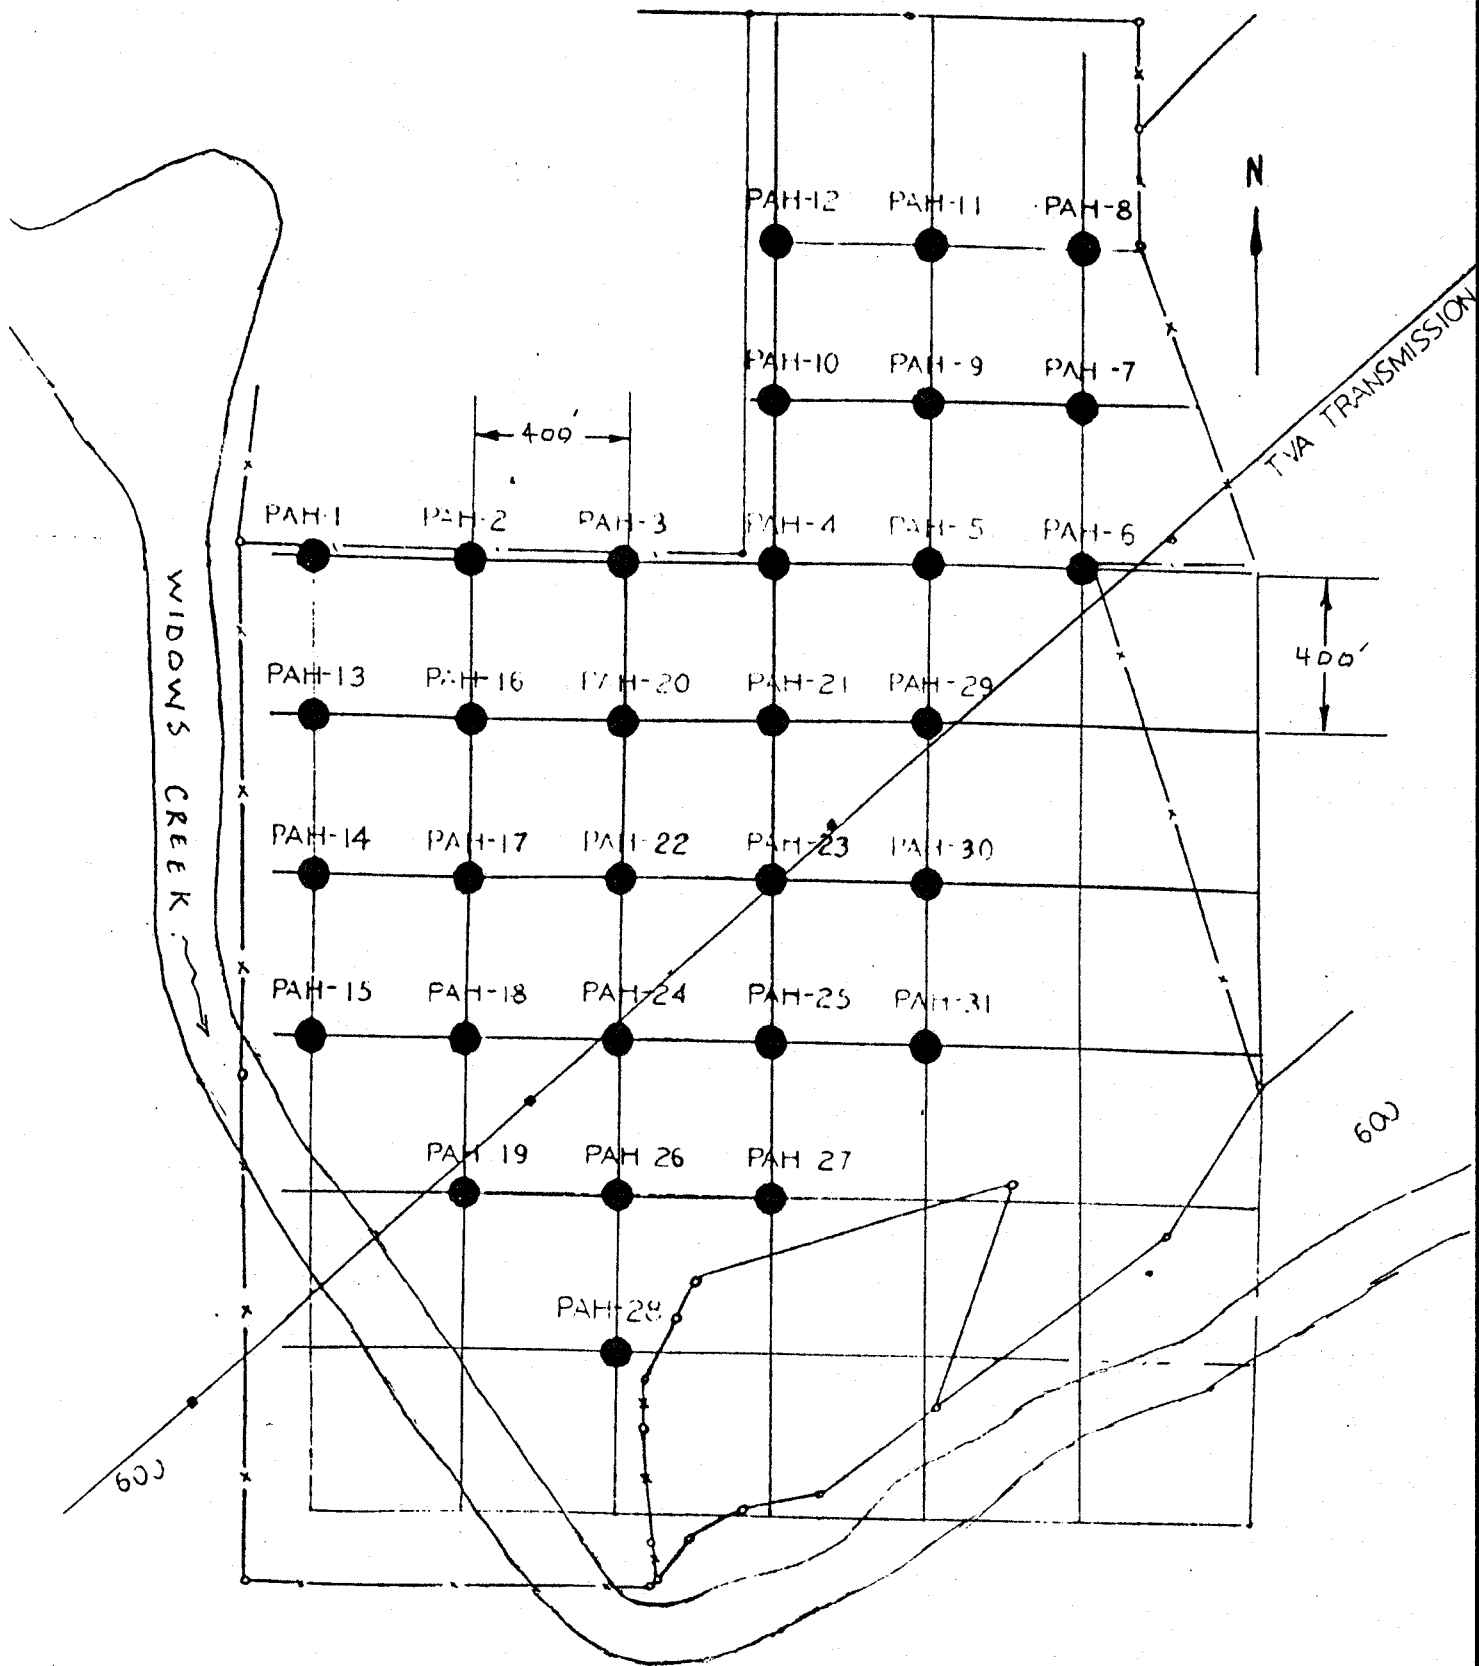 N
PAH-12 PAH-11 PAH-8
PAH-10 PAH-9 PAH-7
TVA TRANSMISSION
400'
PAH-1 PAH-2 PAH-3 PAH-4 PAH-5 PAH-6
400'
WIDOWS CREEK
PAH-13 PAH-16 PAH-20 PAH-21 PAH-29
PAH-14 PAH-17 PAH-22 PAH-23 PAH-30
PAH-15 PAH-18 PAH-24 PAH-25 PAH-31
600
PAH 19 PAH 26 PAH 27
PAH-28
600